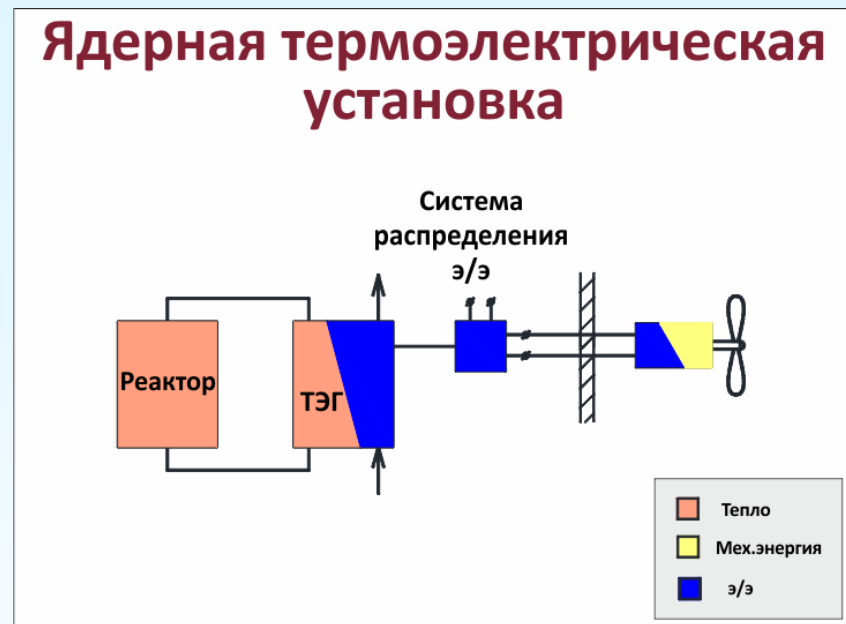 Ядерная термоэлектрическая
установка
Система
распределения
э/э
Реактор
ТЭГ
Тепло
Мех.энергия
э/э